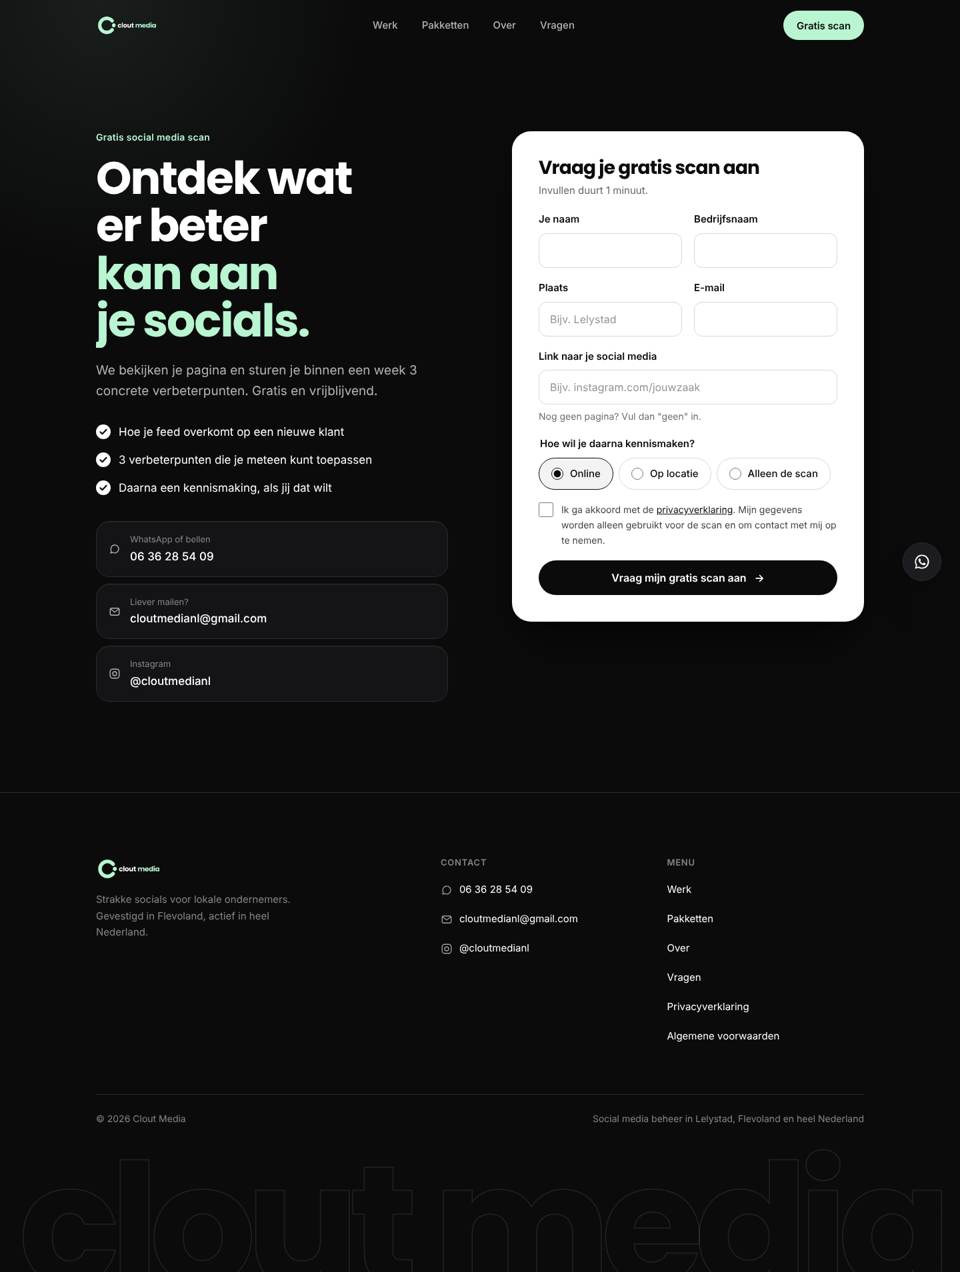 clout media
Werk
Pakketten
Over
Vragen
Gratis scan
Gratis social media scan
Ontdek wat
er beter
kan aan
je socials.
We bekijken je pagina en sturen je binnen een week 3
concrete verbeterpunten. Gratis en vrijblijvend.
Hoe je feed overkomt op een nieuwe klant
3 verbeterpunten die je meteen kunt toepassen
Daarna een kennismaking, als jij dat wilt
WhatsApp of bellen
06 36 28 54 09
Liever mailen?
cloutmedianl@gmail.com
Instagram
@cloutmedianl
Vraag je gratis scan aan
Invullen duurt 1 minuut.
Je naam
Bedrijfsnaam
Plaats
E-mail
Bijv. Lelystad
Link naar je social media
Bijv. instagram.com/jouwzaak
Nog geen pagina? Vul dan "geen" in.
Hoe wil je daarna kennismaken?
Online
Op locatie
Alleen de scan
Ik ga akkoord met de privacyverklaring. Mijn gegevens
worden alleen gebruikt voor de scan en om contact met mij op
te nemen.
Vraag mijn gratis scan aan →
clout media
Strakke socials voor lokale ondernemers.
Gevestigd in Flevoland, actief in heel
Nederland.
CONTACT
06 36 28 54 09
cloutmedianl@gmail.com
@cloutmedianl
MENU
Werk
Pakketten
Over
Vragen
Privacyverklaring
Algemene voorwaarden
© 2026 Clout Media
Social media beheer in Lelystad, Flevoland en heel Nederland
clout media